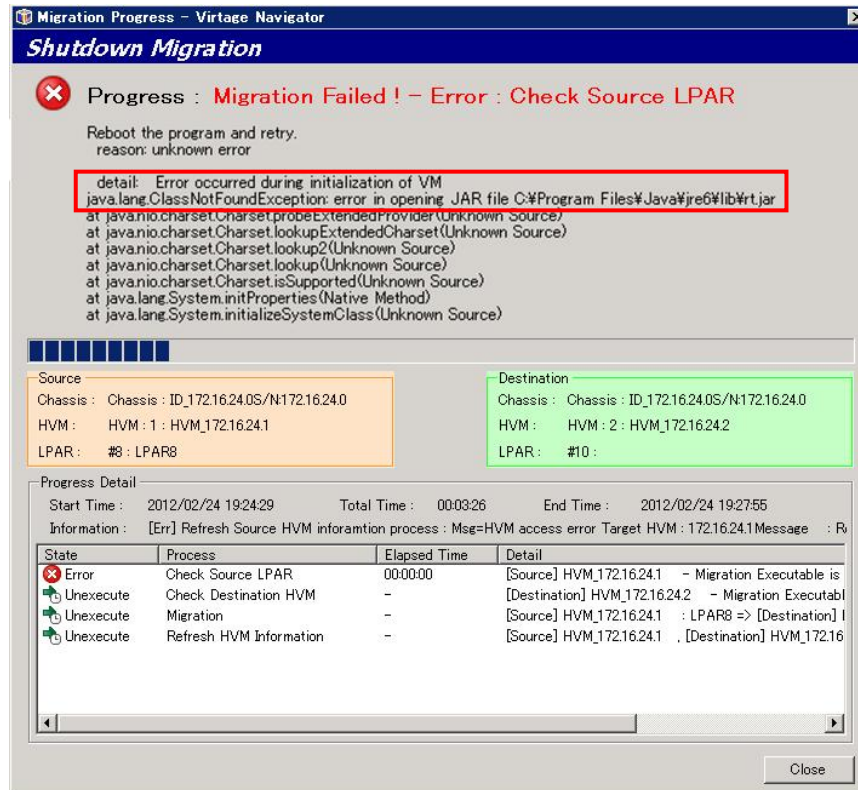 Migration Progress - Virtage Navigator
Shutdown Migration
Progress : Migration Failed ! - Error : Check Source LPAR
Reboot the program and retry.
reason: unknown error
detail: Error occurred during initialization of VM
java.lang.ClassNotFoundException: error in opening JAR file C:¥Program Files¥Java¥jre6¥lib¥rt.jar
at java.nio.charset.Charset.probeExtendedProvider(Unknown Source)
at java.nio.charset.Charset.lookupExtendedCharset(Unknown Source)
at java.nio.charset.Charset.lookup2(Unknown Source)
at java.nio.charset.Charset.lookup(Unknown Source)
at java.nio.charset.Charset.isSupported(Unknown Source)
at java.lang.System.initProperties(Native Method)
at java.lang.System.initializeSystemClass(Unknown Source)
Source
Chassis : Chassis : ID_172.16.24.0S/N:172.16.24.0
HVM : HVM : 1 : HVM_172.16.24.1
LPAR : #8 : LPAR8
Destination
Chassis : Chassis : ID_172.16.24.0S/N:172.16.24.0
HVM : HVM : 2 : HVM_172.16.24.2
LPAR : #10 :
Progress Detail
Start Time : 2012/02/24 19:24:29 Total Time : 00:03:26 End Time : 2012/02/24 19:27:55
Information : [Err] Refresh Source HVM inforamtion process : Msg=HVM access error Target HVM : 172.16.24.1 Message : R
State Process Elapsed Time Detail
Error Check Source LPAR 00:00:00 [Source] HVM_172.16.24.1 - Migration Executable is
Unexecute Check Destination HVM - [Destination] HVM_172.16.24.2 - Migration Executabl
Unexecute Migration - [Source] HVM_172.16.24.1 : LPAR8 => [Destination]
Unexecute Refresh HVM Information - [Source] HVM_172.16.24.1 , [Destination] HVM_172.16
Close